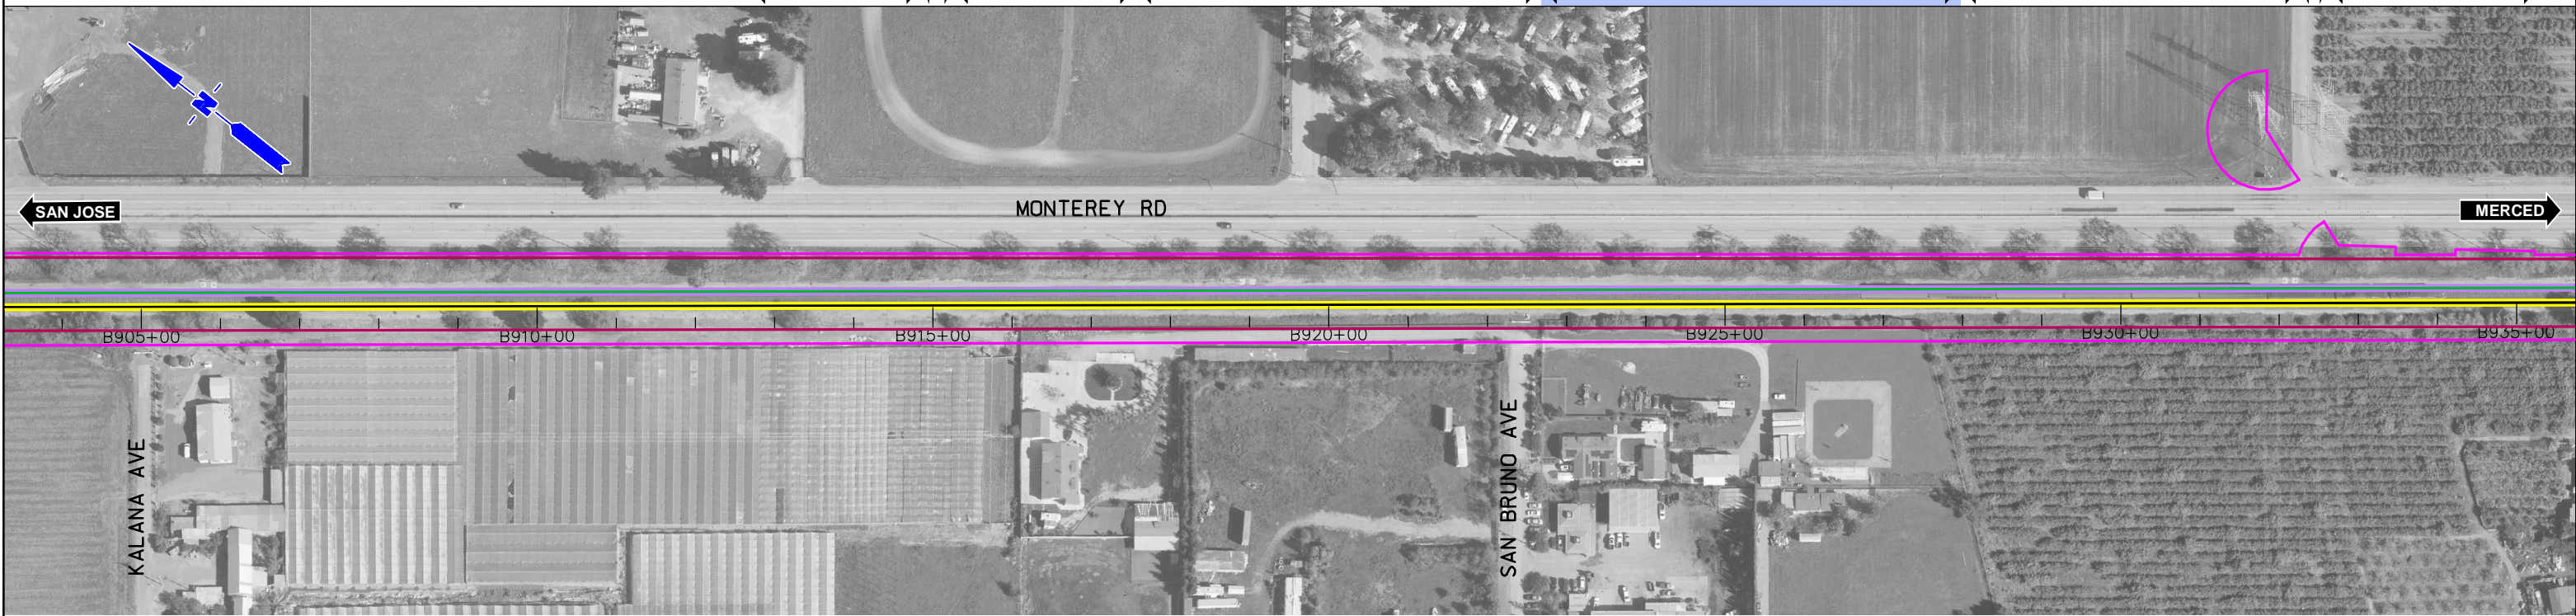 N
SAN JOSE
MONTEREY RD
MERCED
B905+00
B910+00
B915+00
B920+00
B925+00
B930+00
B935+00
KALANA AVE
SAN BRUNO AVE